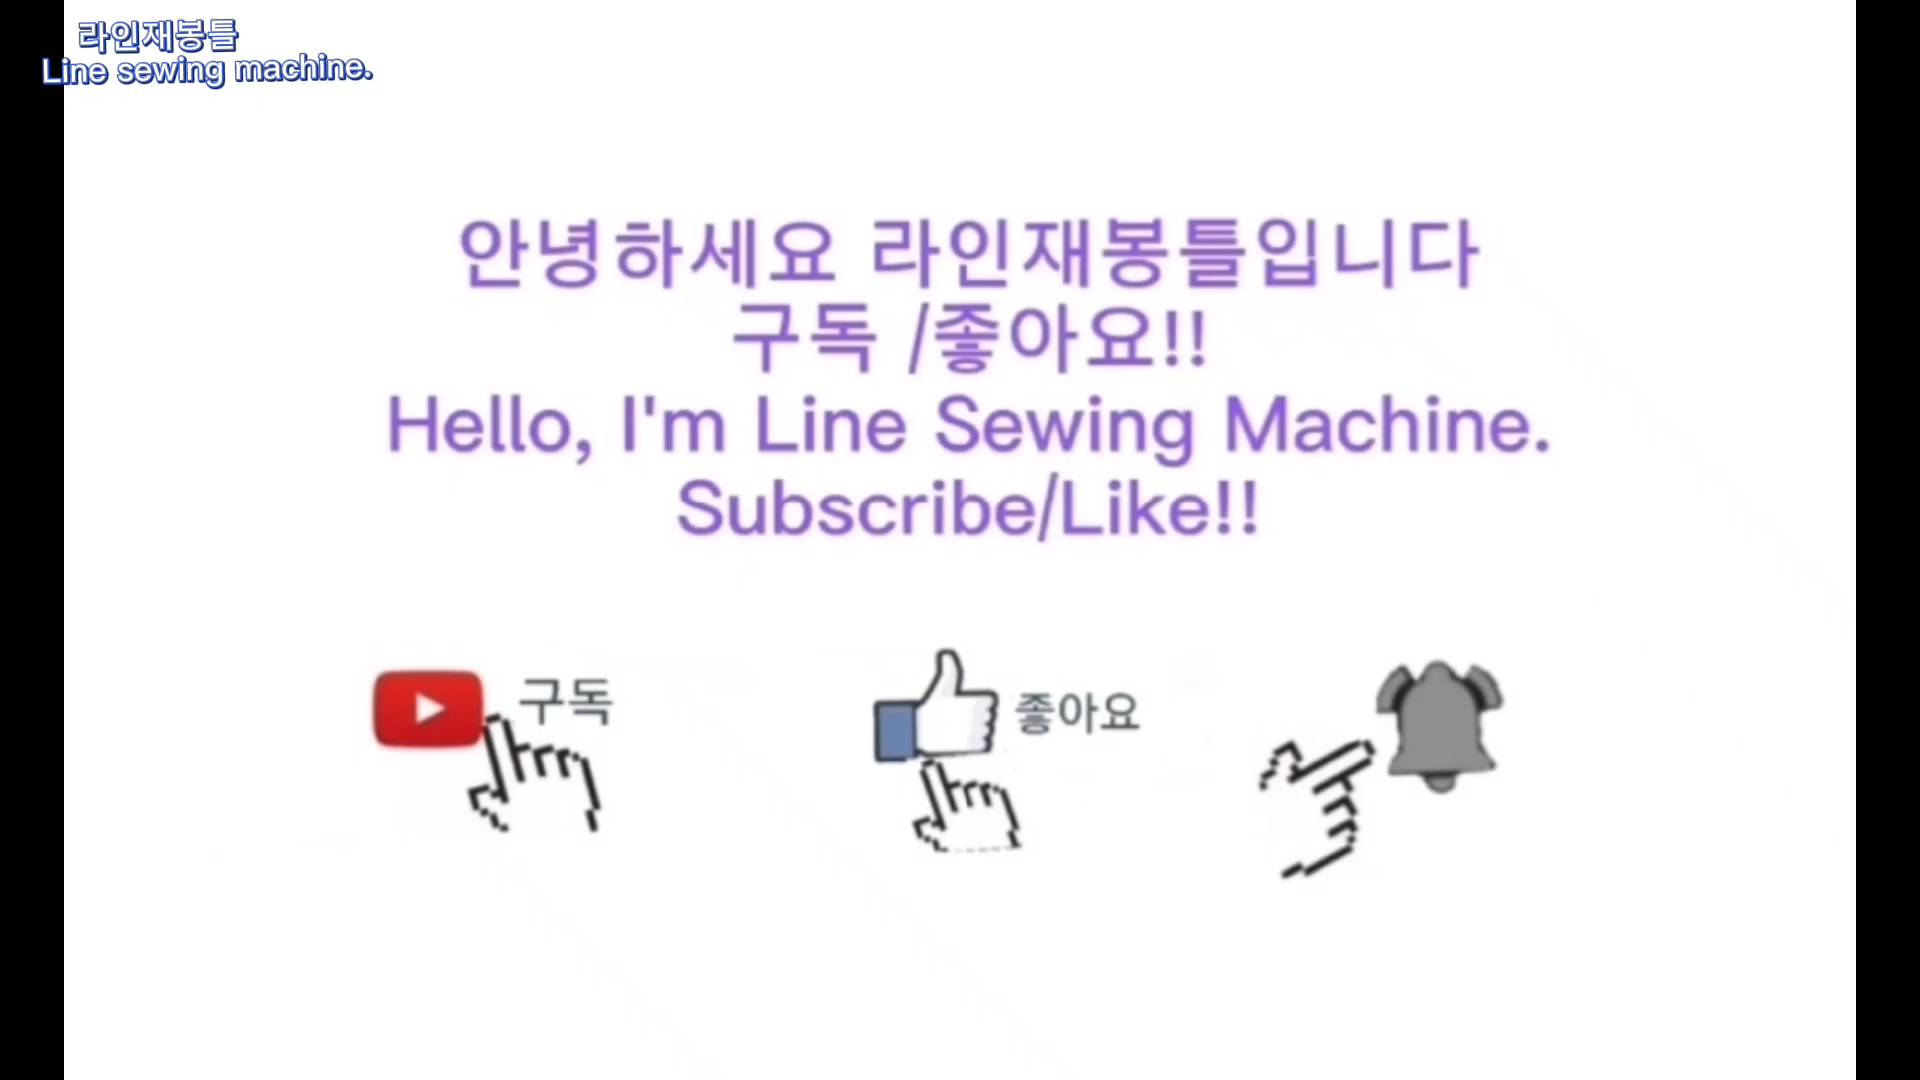 라인재봉틀
Line sewing machine.
안녕하세요 라인재봉틀입니다
구독 /좋아요!!
Hello, I'm Line Sewing Machine.
Subscribe/Like!!
구독
좋아요